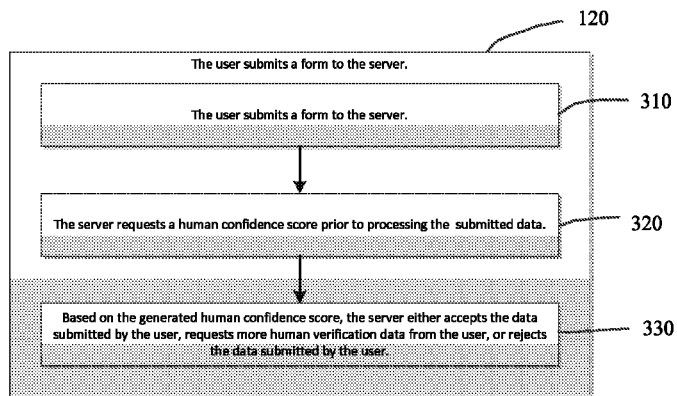 120
The user submits a form to the server.
The user submits a form to the server.
310
The server requests a human confidence score prior to processing the submitted data.
320
Based on the generated human confidence score, the server either accepts the data
submitted by the user, requests more human verification data from the user, or rejects
the data submitted by the user.
330